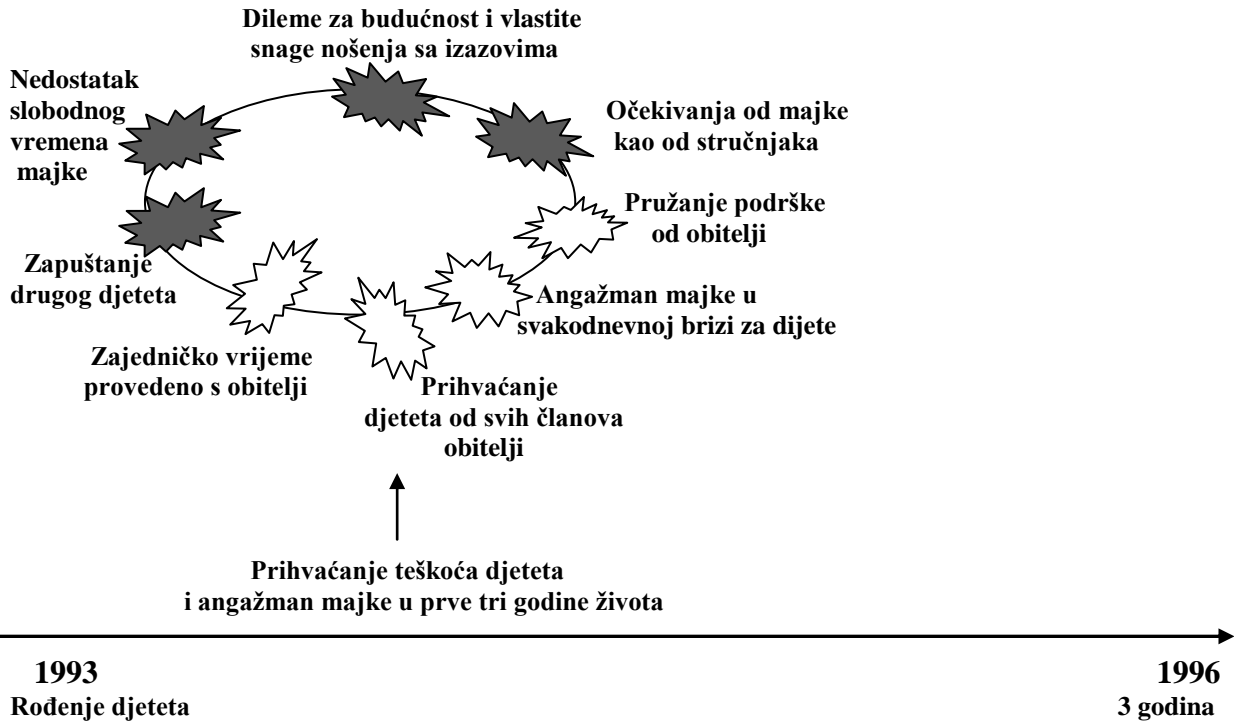 Dileme za budućnost i vlastite
snage nošenja sa izazovima
Nedostatak
slobodnog
vremena
majke
Očekivanja od majke
kao od stručnjaka
Pružanje podrške
od obitelji
Zapuštanje
drugog djeteta
Angažman majke u
svakodnevnoj brizi za dijete
Zajedničko vrijeme
provedeno s obitelji
Prihvaćanje
djeteta od svih članova
obitelji
Prihvaćanje teškoća djeteta
i angažman majke u prve tri godine života
1993
Rođenje djeteta
1996
3 godina